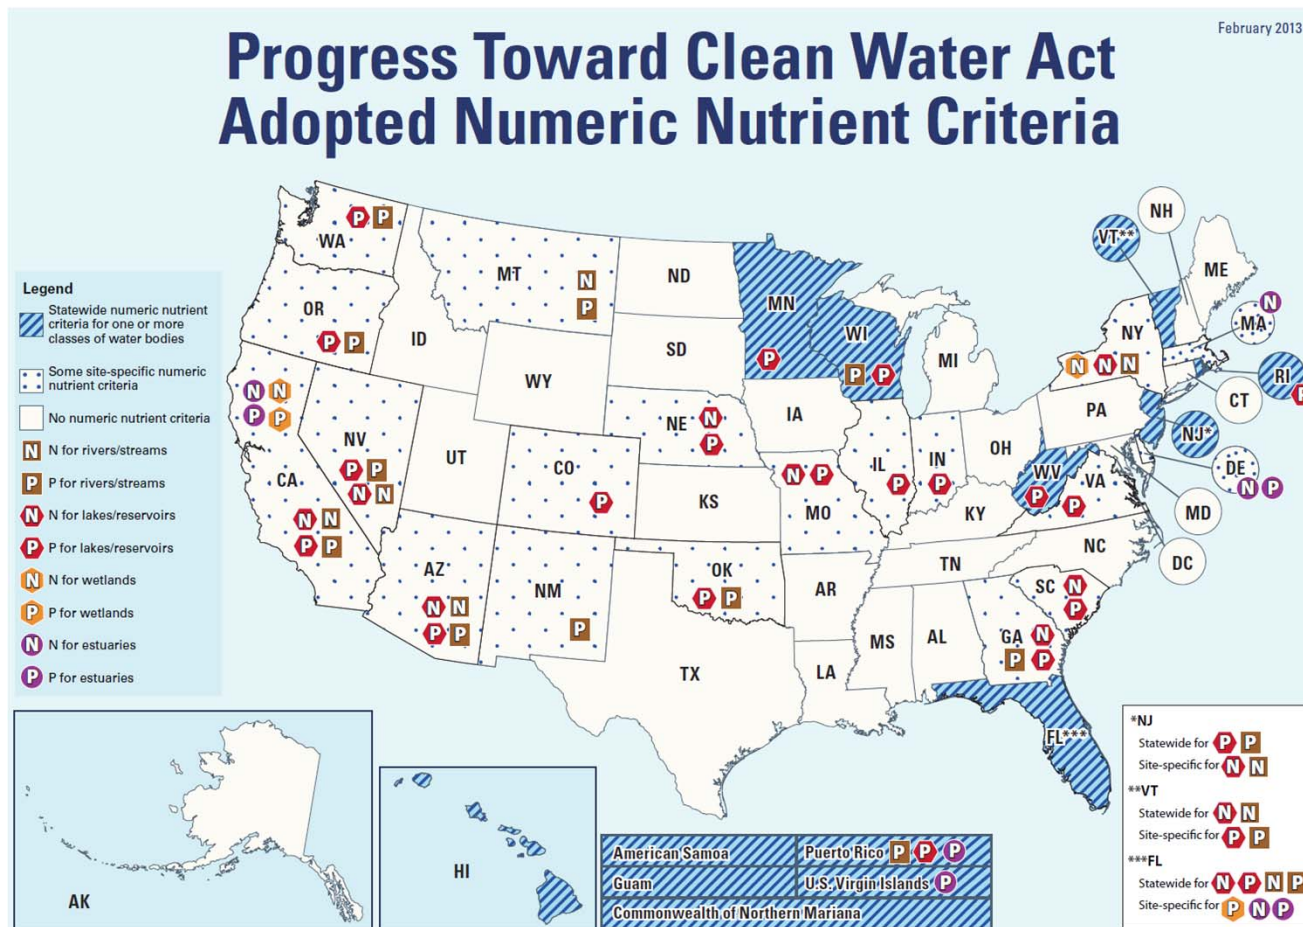 February 2013
Progress Toward Clean Water Act
Adopted Numeric Nutrient Criteria
Legend
Statewide numeric nutrient
criteria for one or more
classes of water bodies
Some site-specific numeric
nutrient criteria
No numeric nutrient criteria
N N for rivers/streams
P P for rivers/streams
N N for lakes/reservoirs
P P for lakes/reservoirs
N N for wetlands
P P for wetlands
N N for estuaries
P P for estuaries
WA P P
OR P P
N N
P P
CA
N N
P P
NV
P P
N N
ID
MT
N
P
WY
UT
CO P
AZ
N N
P P
NM P
ND
SD
NE N
P
KS
OK
P P
TX
MN
P
WI
P P
IA
MO
N P
AR
LA
MI
IL P
IN
P
OH
KY
TN
MS
AL
GA N
P P
FL***
SC N
P
NC
VA
P
WV
P
PA
NY
N N N
VT**
NH
ME
MA N
RI P
CT
NJ*
DE
N P
MD
DC
AK
HI
American Samoa
Puerto Rico P P P
Guam
U.S. Virgin Islands P
Commonwealth of Northern Mariana
*NJ
Statewide for P P
Site-specific for N N
**VT
Statewide for N N
Site-specific for P P
***FL
Statewide for N P N P
Site-specific for P N P